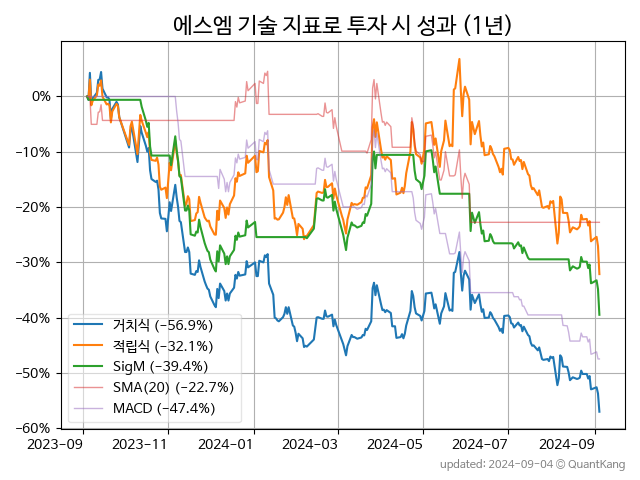 에스엠 기술 지표로 투자 시 성과 (1년)
0%
−10%
−20%
−30%
−40%
−50%
−60%
거치식 (−56.9%)
적립식 (−32.1%)
SigM (−39.4%)
SMA(20) (−22.7%)
MACD (−47.4%)
2023-09 2023-11 2024-01 2024-03 2024-05 2024-07 2024-09
updated: 2024-09-04 © QuantKang